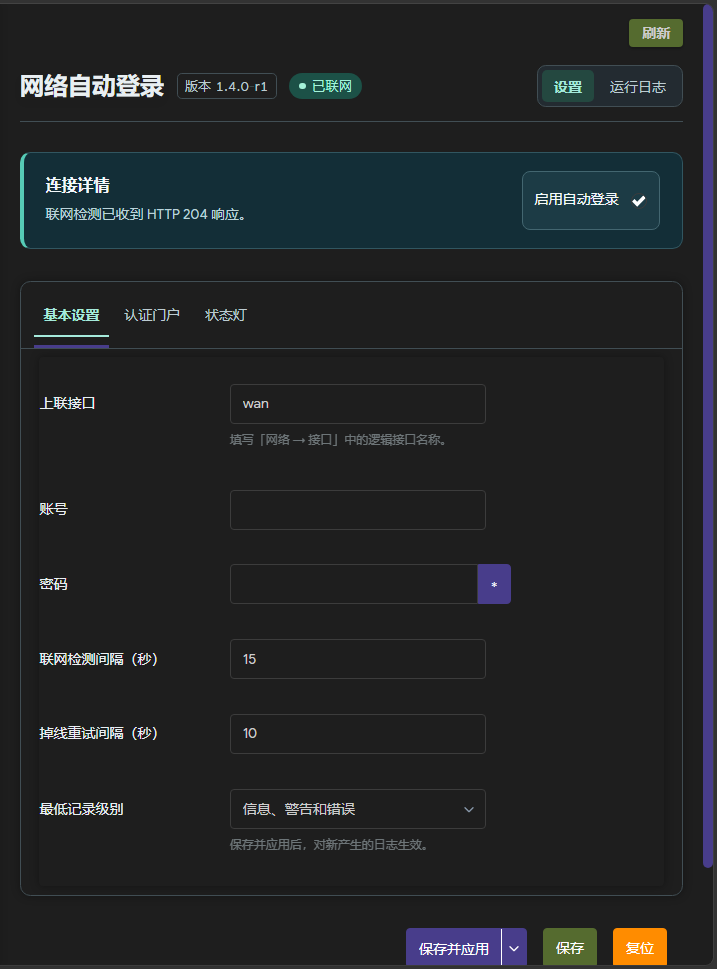 刷新
网络自动登录 版本 1.4.0-r1 已联网 设置 运行日志
连接详情
联网检测已收到 HTTP 204 响应。
启用自动登录
基本设置 认证门户 状态灯
上联接口 wan
填写「网络 → 接口」中的逻辑接口名称。
账号
密码 *
联网检测间隔（秒） 15
掉线重试间隔（秒） 10
最低记录级别 信息、警告和错误
保存并应用后，对新产生的日志生效。
保存并应用 保存 复位